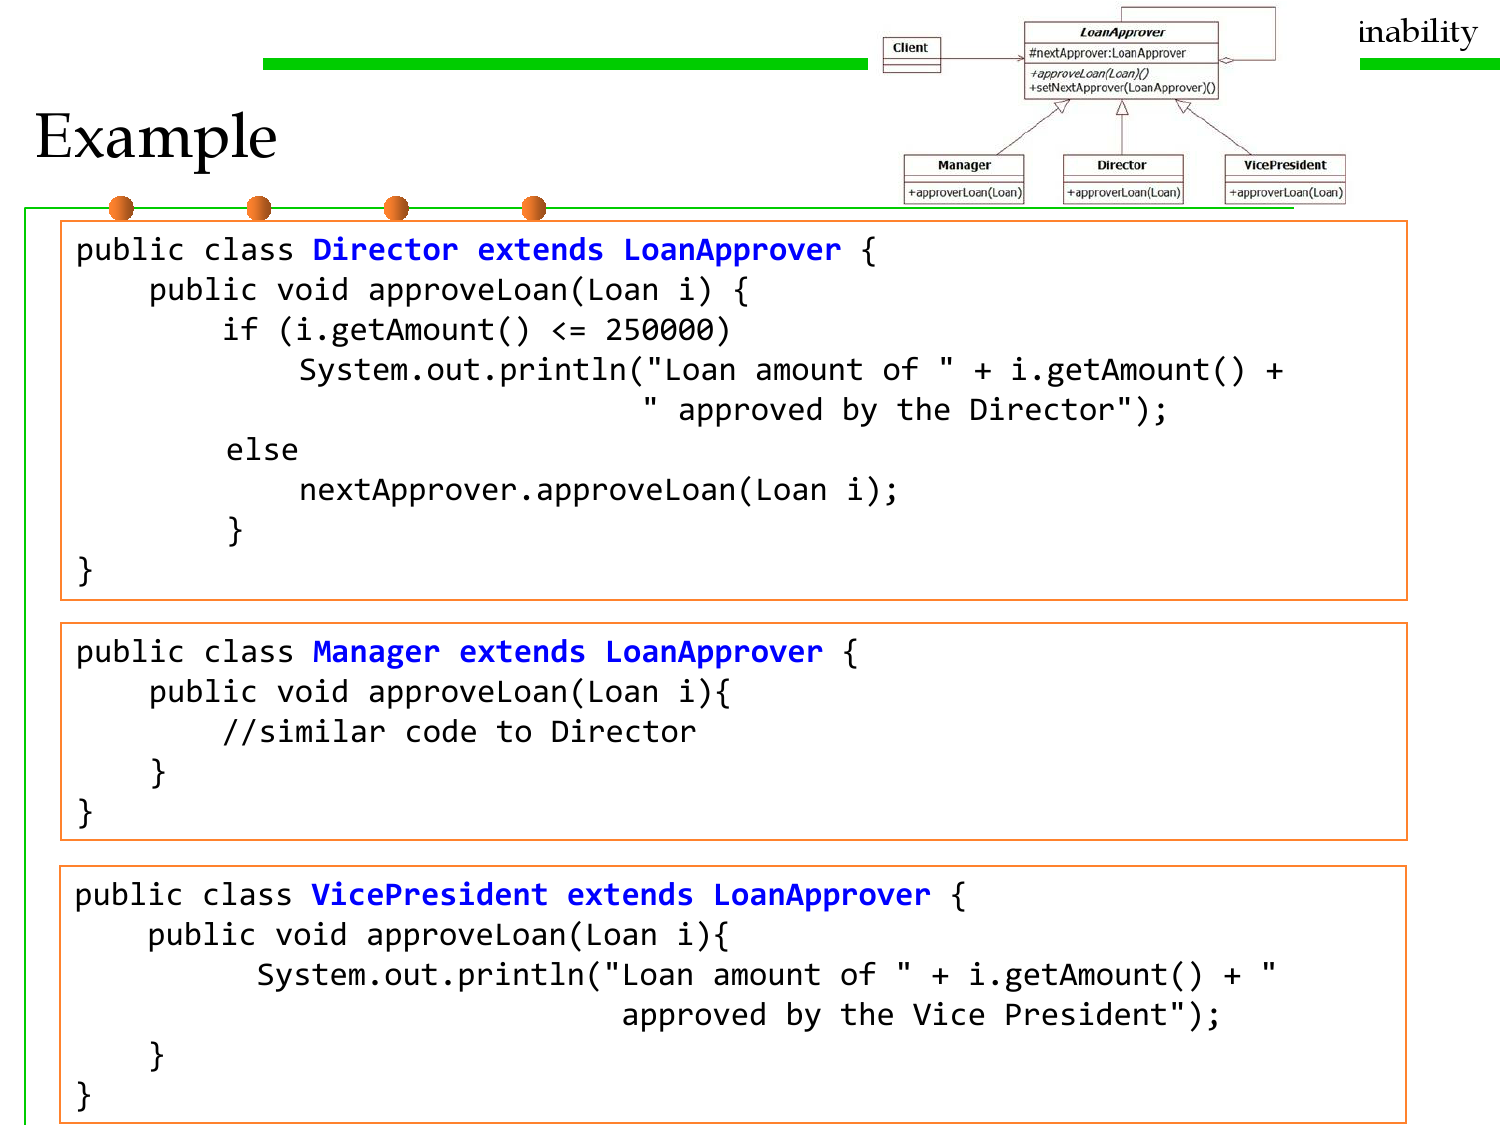 inability
Client
LoanApprover
#nextApprover:LoanApprover
+approveLoan(Loan)()
+setNextApprover(LoanApprover)()
Example
Manager
+approverLoan(Loan)
Director
+approverLoan(Loan)
VicePresident
+approverLoan(Loan)
public class Director extends LoanApprover {
public void approveLoan(Loan i) {
if (i.getAmount() <= 250000)
System.out.println("Loan amount of " + i.getAmount() +
" approved by the Director");
else
nextApprover.approveLoan(Loan i);
}
}
public class Manager extends LoanApprover {
public void approveLoan(Loan i){
//similar code to Director
}
}
public class VicePresident extends LoanApprover {
public void approveLoan(Loan i){
System.out.println("Loan amount of " + i.getAmount() + "
approved by the Vice President");
}
}